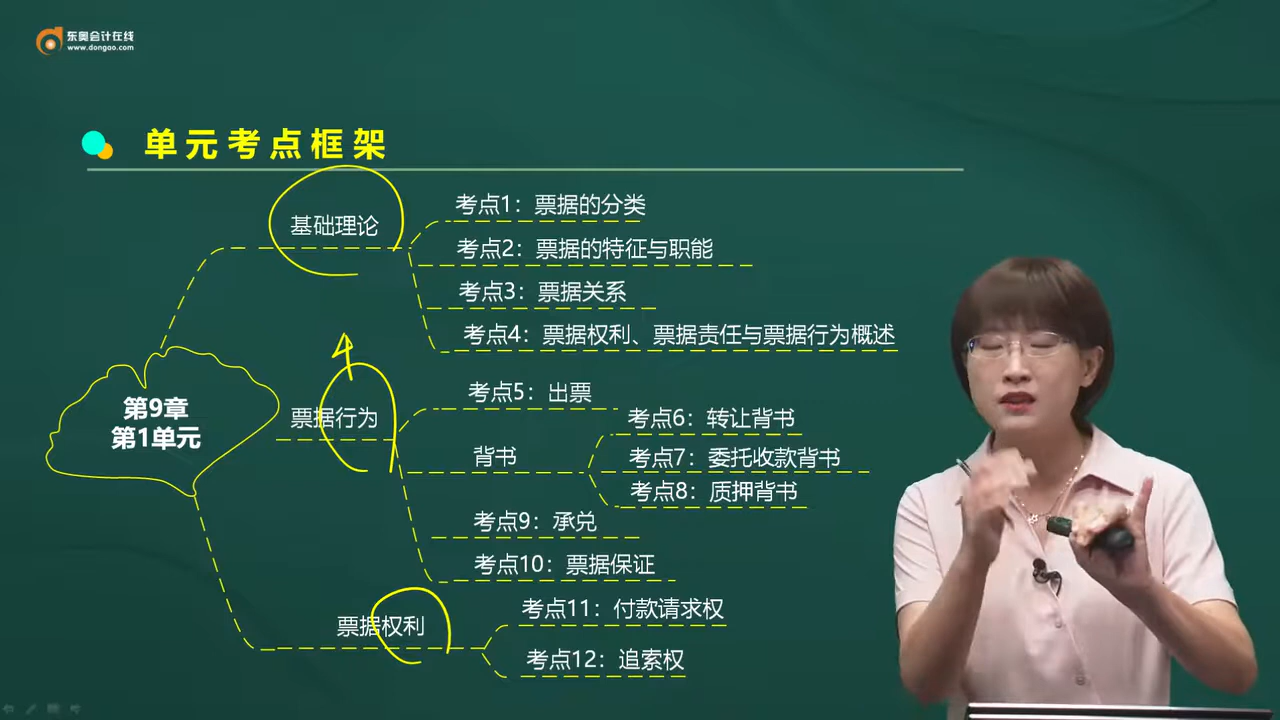 东奥会计在线
www.dongao.com
单元考点框架
基础理论
考点1：票据的分类
考点2：票据的特征与职能
考点3：票据关系
考点4：票据权利、票据责任与票据行为概述
第9章
第1单元
4
票据行为
考点5：出票
背书
考点6：转让背书
考点7：委托收款背书
考点8：质押背书
考点9：承兑
考点10：票据保证
票据权利
考点11：付款请求权
考点12：追索权